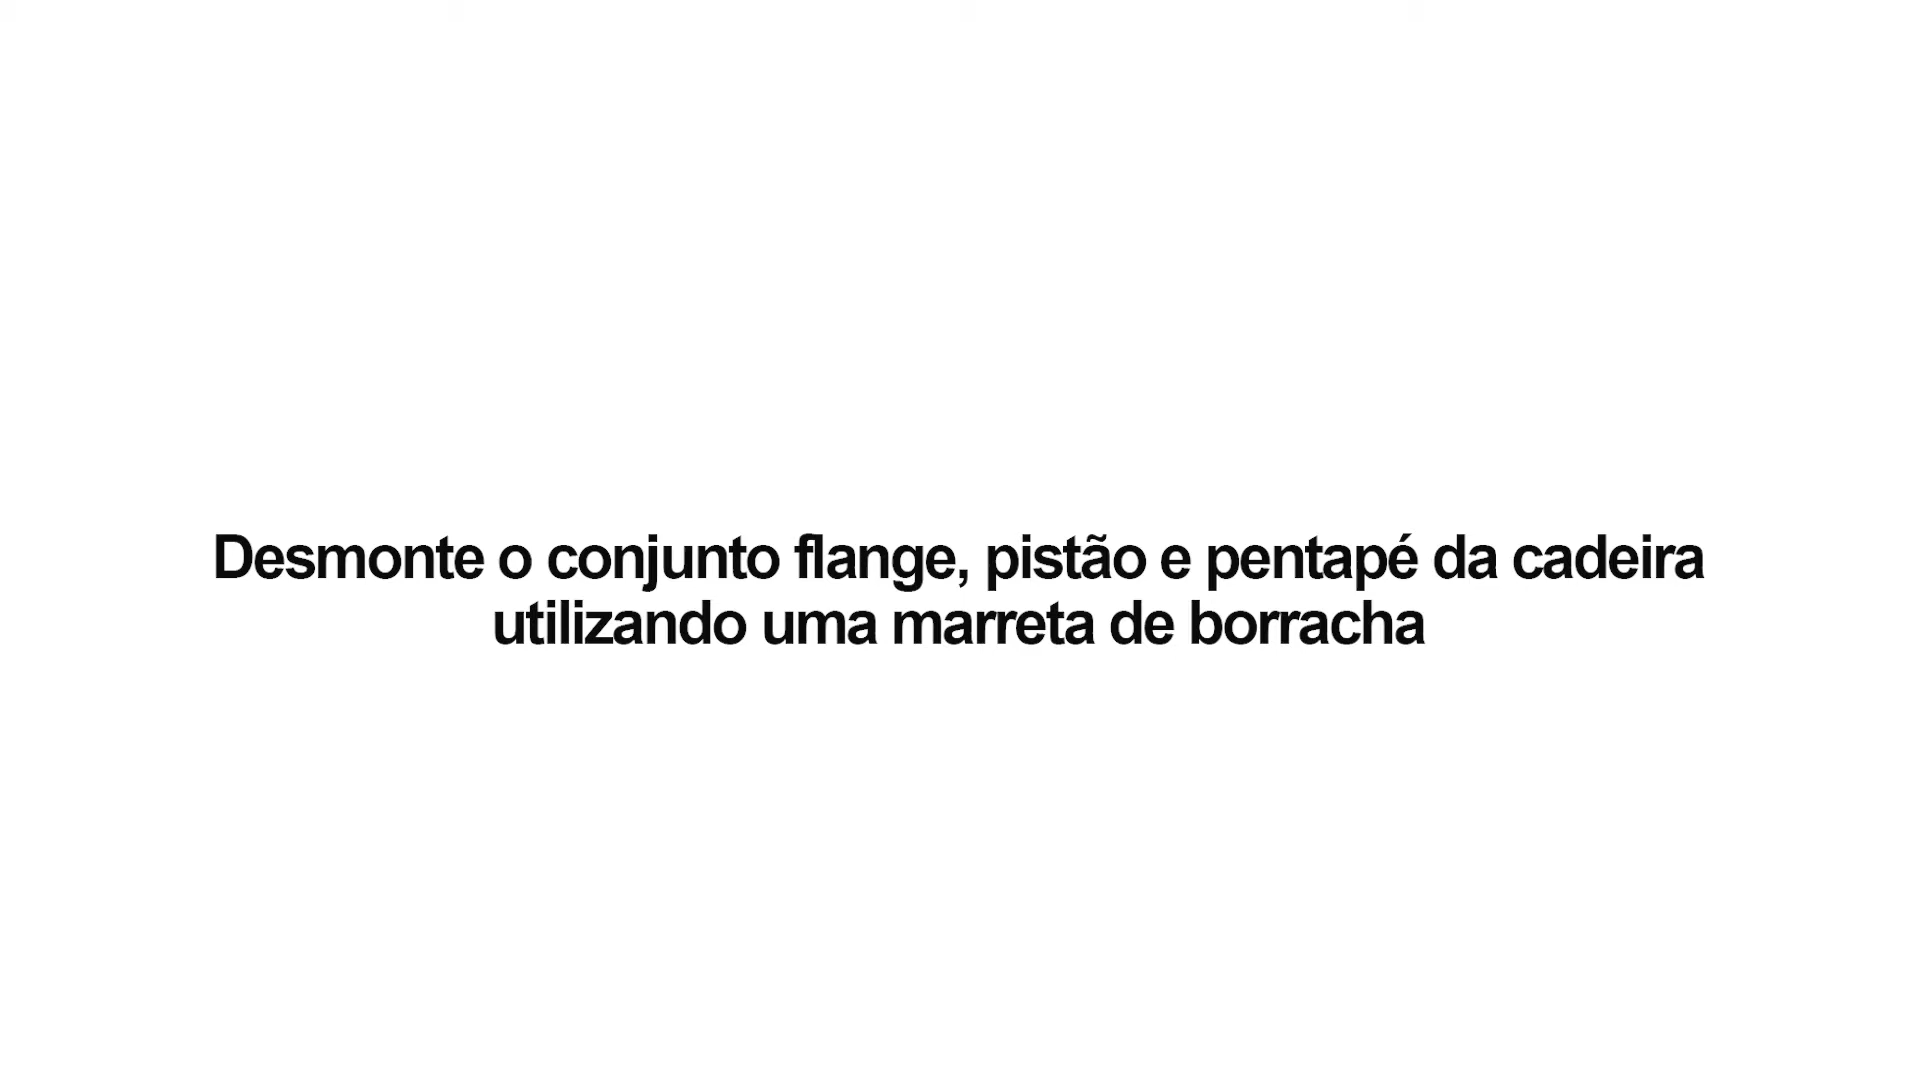 Desmonte o conjunto flange, pistão e pentapé da cadeira
utilizando uma marreta de borracha